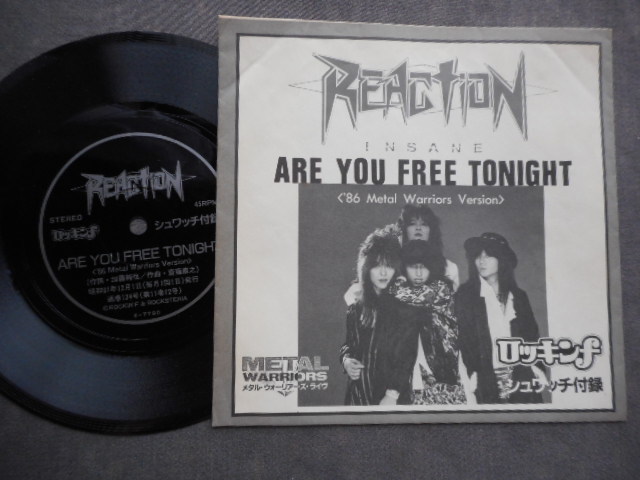 REACTION
INSANE
ARE YOU FREE TONIGHT
<'86 Metal Warriors Version>
METAL
WARRIORS
メタル・ウォーリアーズ・ライヴ
ロッキンf
シュワッチ付録
REACTION
STEREO
45RPM
ロッキンf
シュワッチ付録
ARE YOU FREE TONIGHT
<'86 Metal Warriors Version>